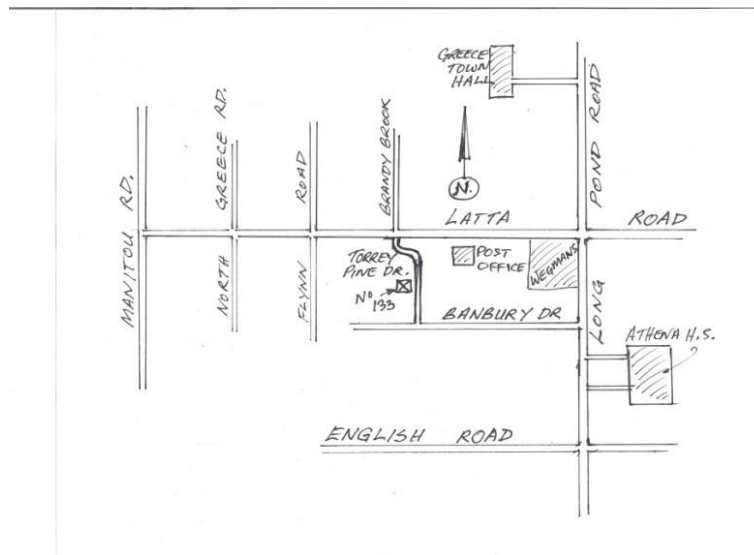 GREECE
TOWN
HALL
POND ROAD
MANITOU RD.
GREECE RD.
NORTH
ROAD
FLYNN
BRANDY BROOK
N.
LATTA
ROAD
TORREY
PINE DR.
No 133
POST
OFFICE
WEGMANS
LONG
BANBURY DR
ATHENA H.S.
ENGLISH ROAD